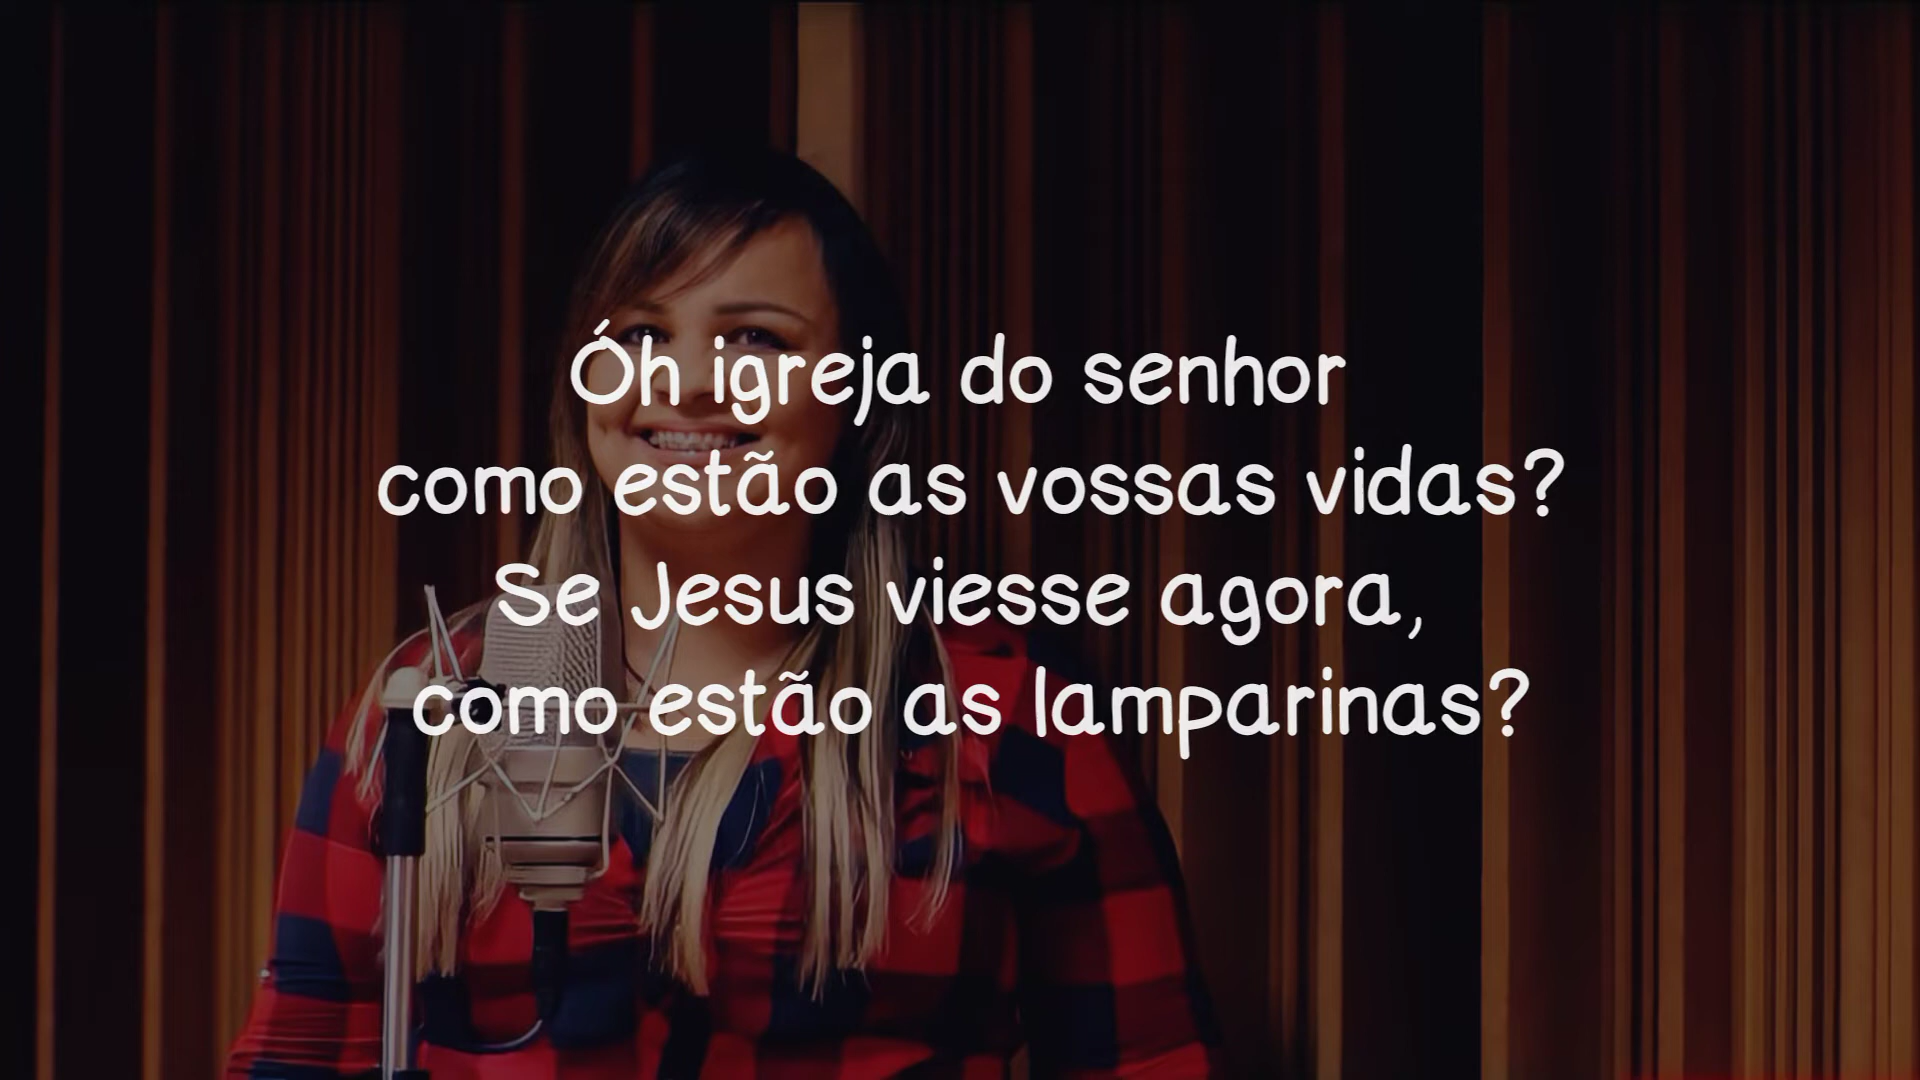 Óh igreja do senhor
como estão as vossas vidas?
Se Jesus viesse agora,
como estão as lamparinas?